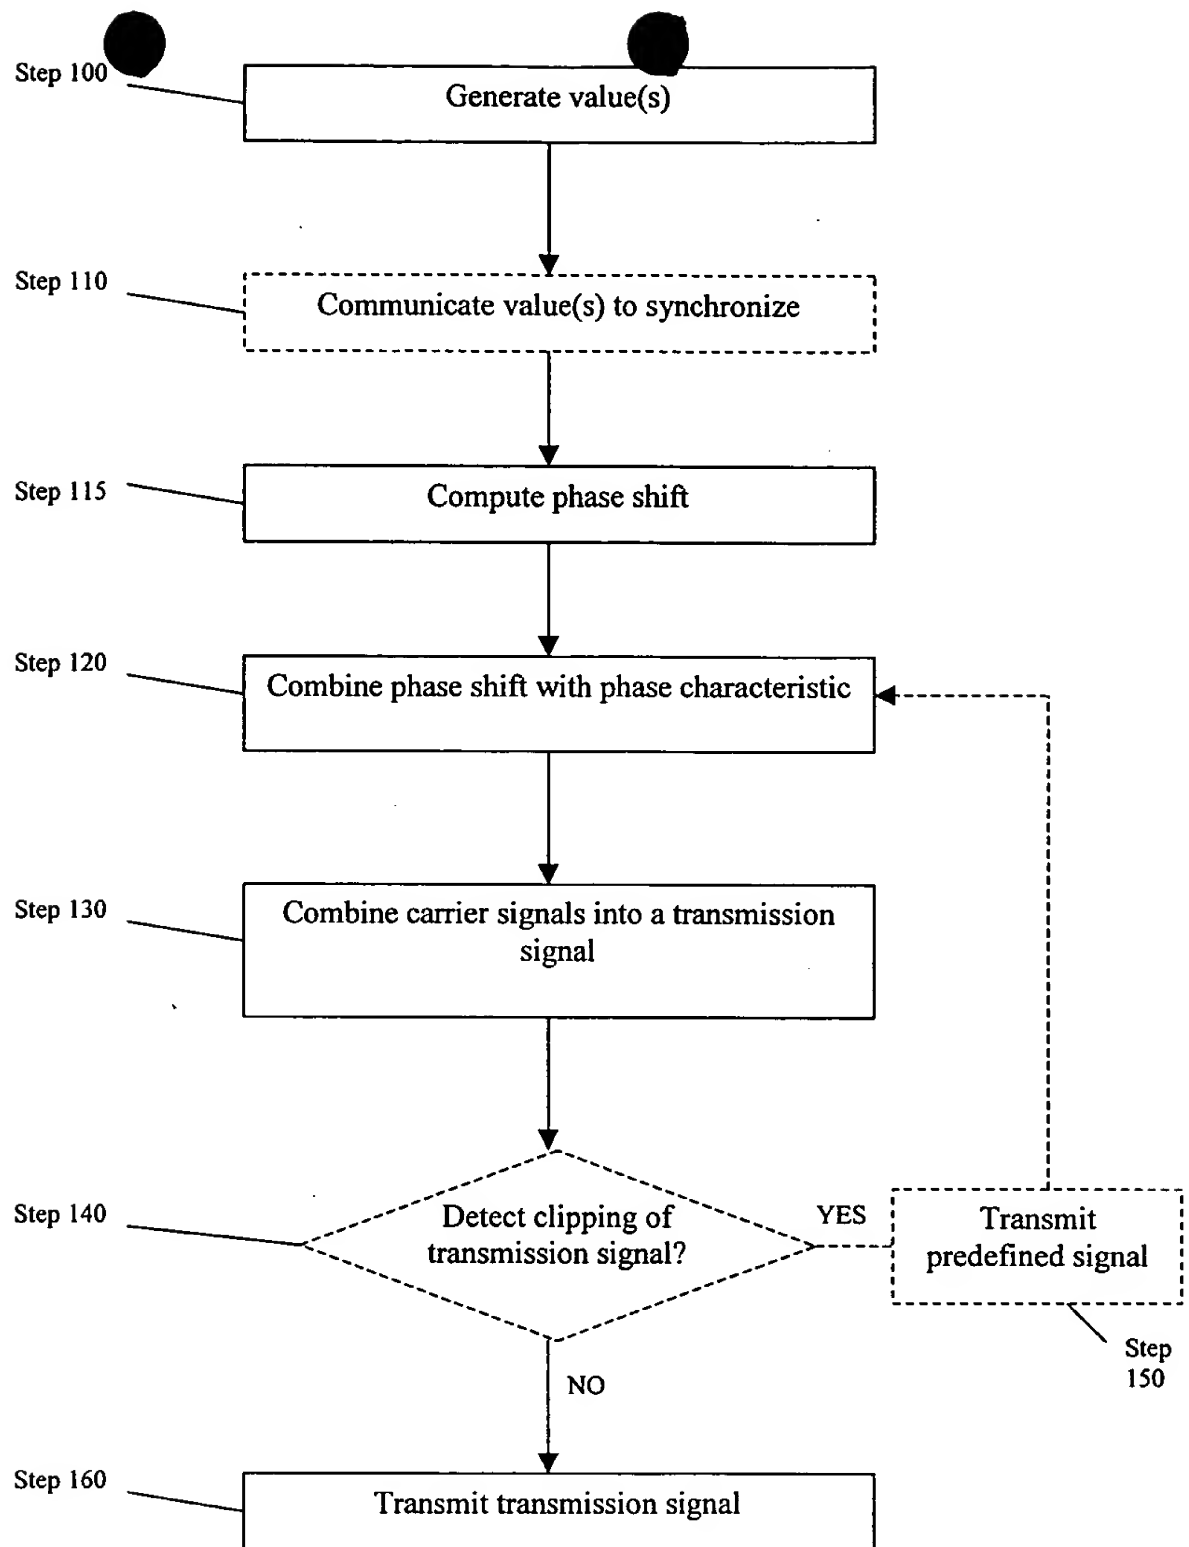 Step 100
Generate value(s)
Step 110
Communicate value(s) to synchronize
Step 115
Compute phase shift
Step 120
Combine phase shift with phase characteristic
Step 130
Combine carrier signals into a transmission
signal
Step 140
Detect clipping of
transmission signal?
YES
Transmit
predefined signal
Step
150
NO
Step 160
Transmit transmission signal